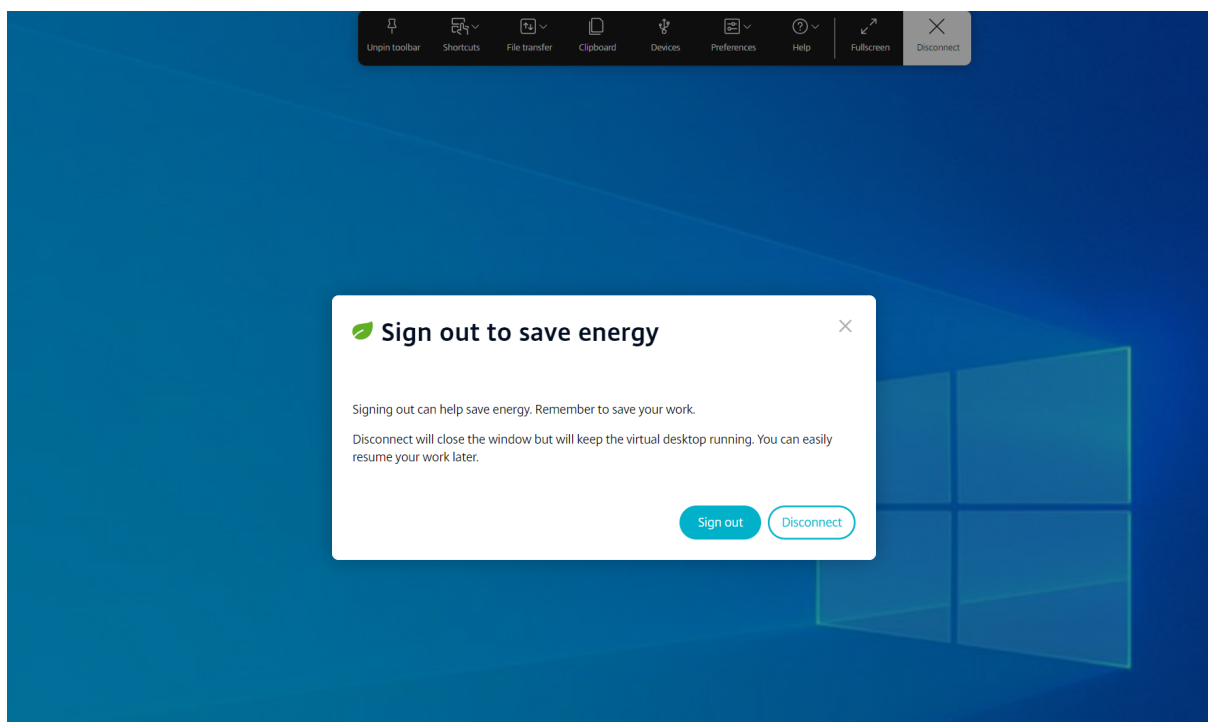 Unpin toolbar Shortcuts File transfer Clipboard Devices Preferences Help Fullscreen Disconnect
Sign out to save energy
Signing out can help save energy. Remember to save your work.
Disconnect will close the window but will keep the virtual desktop running. You can easily
resume your work later.
Sign out Disconnect